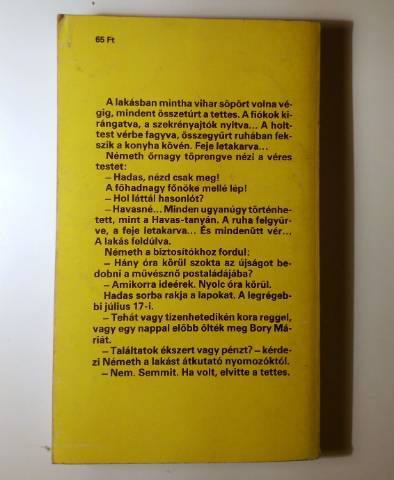 65 Ft
A lakásban mintha vihar söpört volna vé-
gig, mindent összetúrt a tettes. A fiókok ki-
rángatva, a szekrényajtók nyitva... A holt-
test vérbe fagyva, összegyűrt ruhában fek-
szik a konyha kövén. Feje letakarva...
Németh őrnagy töprengve nézi a véres
testet:
– Hadas, nézd csak meg!
A főhadnagy főnöke mellé lép!
– Hol láttál hasonlót?
– Havasné... Minden ugyanúgy történhe-
tett, mint a Havas-tanyán. A ruha felgyűr-
ve, a feje letakarva... És mindenütt vér...
A lakás feldúlva.
Németh a biztosítókhoz fordul:
– Hány óra körül szokta az újságot be-
dobni a művésznő postaládájába?
– Amikorra ideérek. Nyolc óra körül.
Hadas sorba rakja a lapokat. A legrégeb-
bi július 17-i.
– Tehát vagy tizenhetedikén kora reggel,
vagy egy nappal előbb ölték meg Bory Má-
riát.
– Találtatok ékszert vagy pénzt? – kérde-
zi Németh a lakást átkutató nyomozóktól.
– Nem. Semmit. Ha volt, elvitte a tettes.